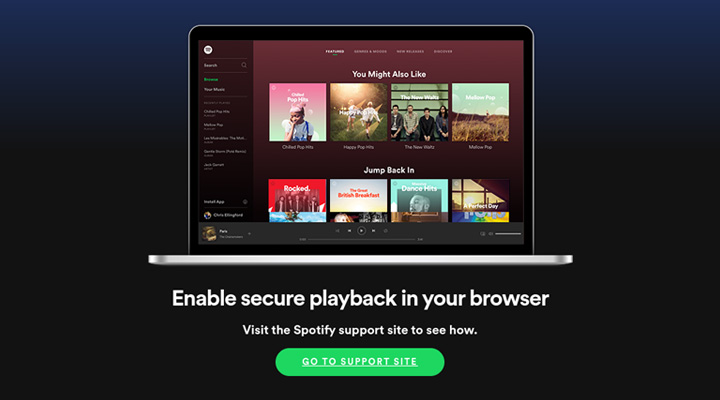 FEATURED GENRES & MOODS NEW RELEASES DISCOVER
Search
Browse
Your Music
RECENTLY PLAYED
Chilled Pop Hits
Mellow Pop
Les Misérables: The Mot...
Gentle Storm (Pole Remix)
Jack Garratt
Install App
Chris Ellingford
You Might Also Like
Chilled
Pop Hits
Happy Pop Hits
The New Waltz
Mellow Pop
Chilled Pop Hits
Happy Pop Hits
The New Waltz
Mellow Pop
Jump Back In
Rocked.
The Great
British Breakfast
Dance Hits
A Perfect Day
Paris
The Chainsmokers
Enable secure playback in your browser
Visit the Spotify support site to see how.
GO TO SUPPORT SITE